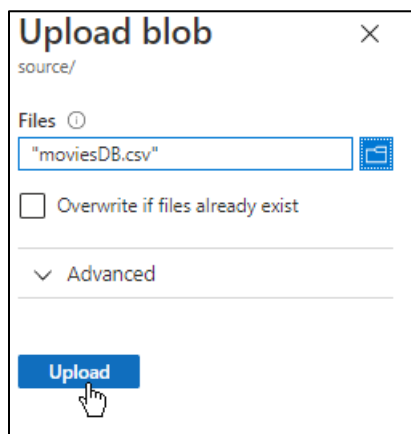 Upload blob
source/
Files
"moviesDB.csv"
Overwrite if files already exist
Advanced
Upload